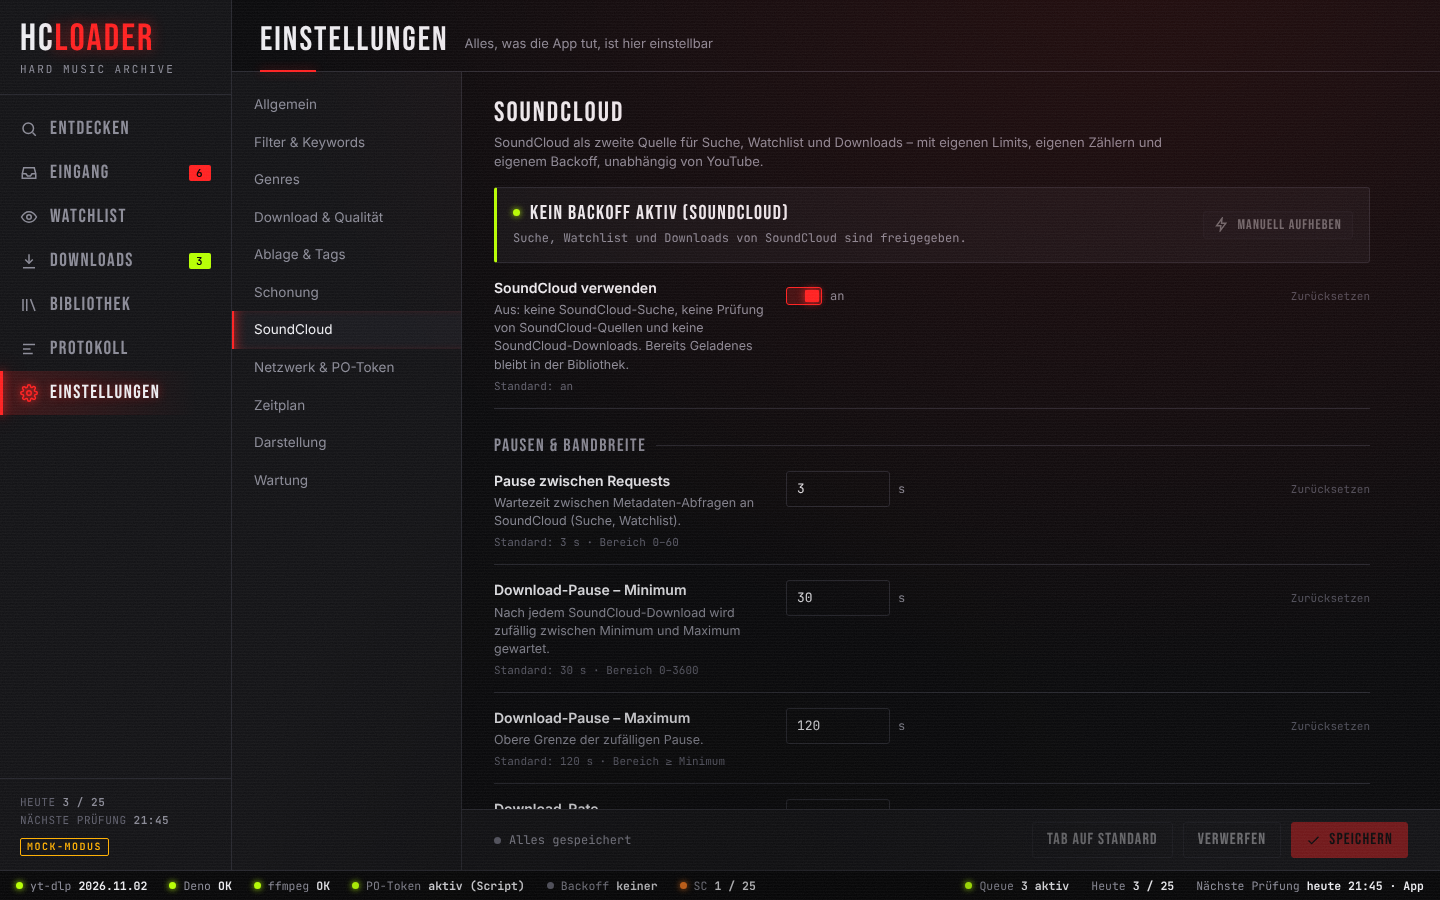 HCLOADER
HARD MUSIC ARCHIVE
ENTDECKEN
EINGANG 6
WATCHLIST
DOWNLOADS 3
BIBLIOTHEK
PROTOKOLL
EINSTELLUNGEN
HEUTE 3 / 25
NÄCHSTE PRÜFUNG 21:45
MOCK-MODUS
EINSTELLUNGEN Alles, was die App tut, ist hier einstellbar
Allgemein
Filter & Keywords
Genres
Download & Qualität
Ablage & Tags
Schonung
SoundCloud
Netzwerk & PO-Token
Zeitplan
Darstellung
Wartung
SOUNDCLOUD
SoundCloud als zweite Quelle für Suche, Watchlist und Downloads – mit eigenen Limits, eigenen Zählern und
eigenem Backoff, unabhängig von YouTube.
KEIN BACKOFF AKTIV (SOUNDCLOUD)
Suche, Watchlist und Downloads von SoundCloud sind freigegeben.
MANUELL AUFHEBEN
SoundCloud verwenden
Aus: keine SoundCloud-Suche, keine Prüfung
von SoundCloud-Quellen und keine
SoundCloud-Downloads. Bereits Geladenes
bleibt in der Bibliothek.
Standard: an
an
Zurücksetzen
PAUSEN & BANDBREITE
Pause zwischen Requests
Wartezeit zwischen Metadaten-Abfragen an
SoundCloud (Suche, Watchlist).
Standard: 3 s · Bereich 0–60
3 s
Zurücksetzen
Download-Pause – Minimum
Nach jedem SoundCloud-Download wird
zufällig zwischen Minimum und Maximum
gewartet.
Standard: 30 s · Bereich 0–3600
30 s
Zurücksetzen
Download-Pause – Maximum
Obere Grenze der zufälligen Pause.
Standard: 120 s · Bereich ≥ Minimum
120 s
Zurücksetzen
Download-Rate
Alles gespeichert
TAB AUF STANDARD
VERWERFEN
SPEICHERN
yt-dlp 2026.11.02 Deno OK ffmpeg OK PO-Token aktiv (Script) Backoff keiner SC 1 / 25 Queue 3 aktiv Heute 3 / 25 Nächste Prüfung heute 21:45 · App